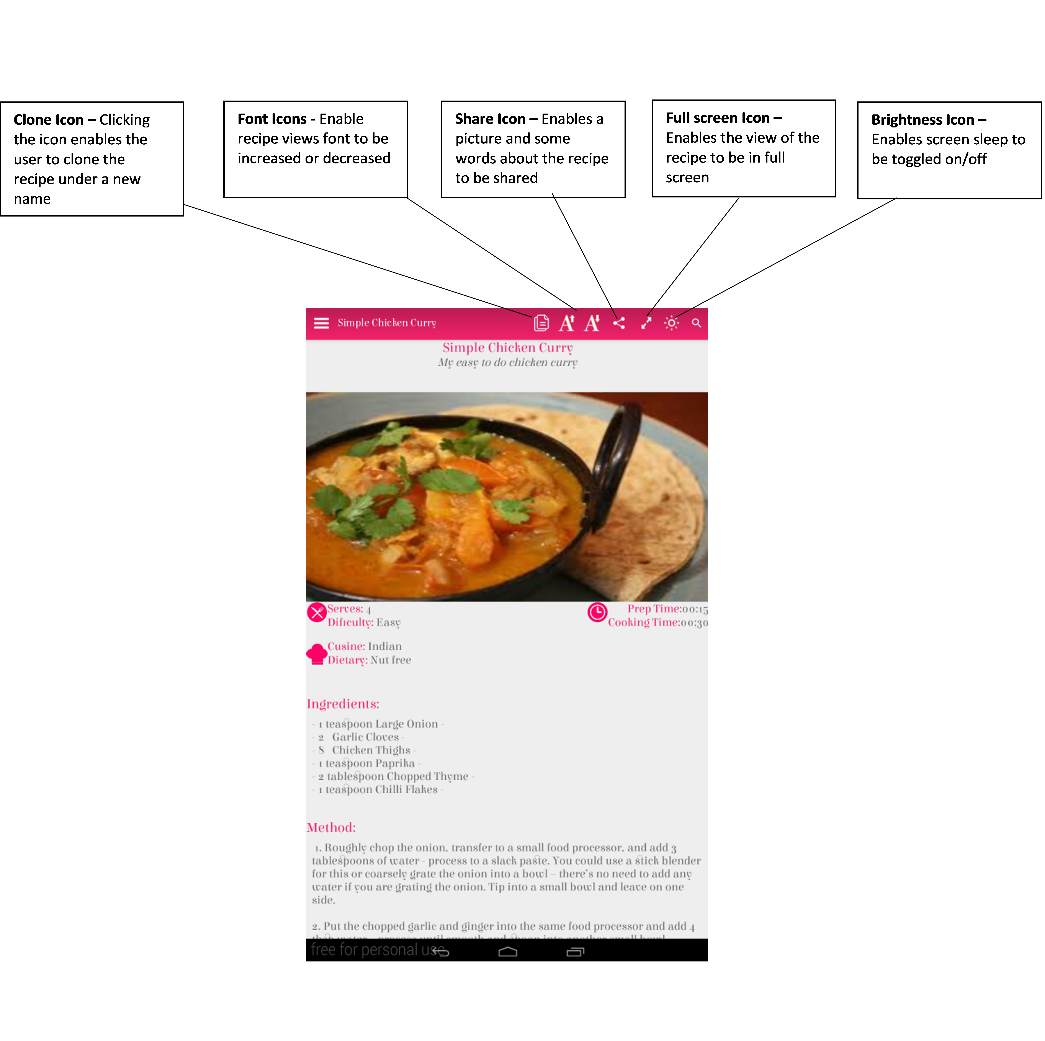 Clone Icon – Clicking
the icon enables the
user to clone the
recipe under a new
name
Font Icons - Enable
recipe views font to be
increased or decreased
Share Icon – Enables a
picture and some
words about the recipe
to be shared
Full screen Icon –
Enables the view of the
recipe to be in full
screen
Brightness Icon –
Enables screen sleep to
be toggled on/off
Simple Chicken Curry
Simple Chicken Curry
My easy to do chicken curry
Serves: 4
Dificulty: Easy
Prep Time:00:15
Cooking Time:00:30
Cusine: Indian
Dietary: Nut free
Ingredients:
- 1 teaspoon Large Onion -
- 2 Garlic Cloves -
- 8 Chicken Thighs -
- 1 teaspoon Paprika -
- 2 tablespoon Chopped Thyme -
- 1 teaspoon Chilli Flakes -
Method:
1. Roughly chop the onion, transfer to a small food processor, and add 3
tablespoons of water - process to a slack paste. You could use a stick blender
for this or coarsely grate the onion into a bowl – there's no need to add any
water if you are grating the onion. Tip into a small bowl and leave on one
side.
2. Put the chopped garlic and ginger into the same food processor and add 4
free for personal use